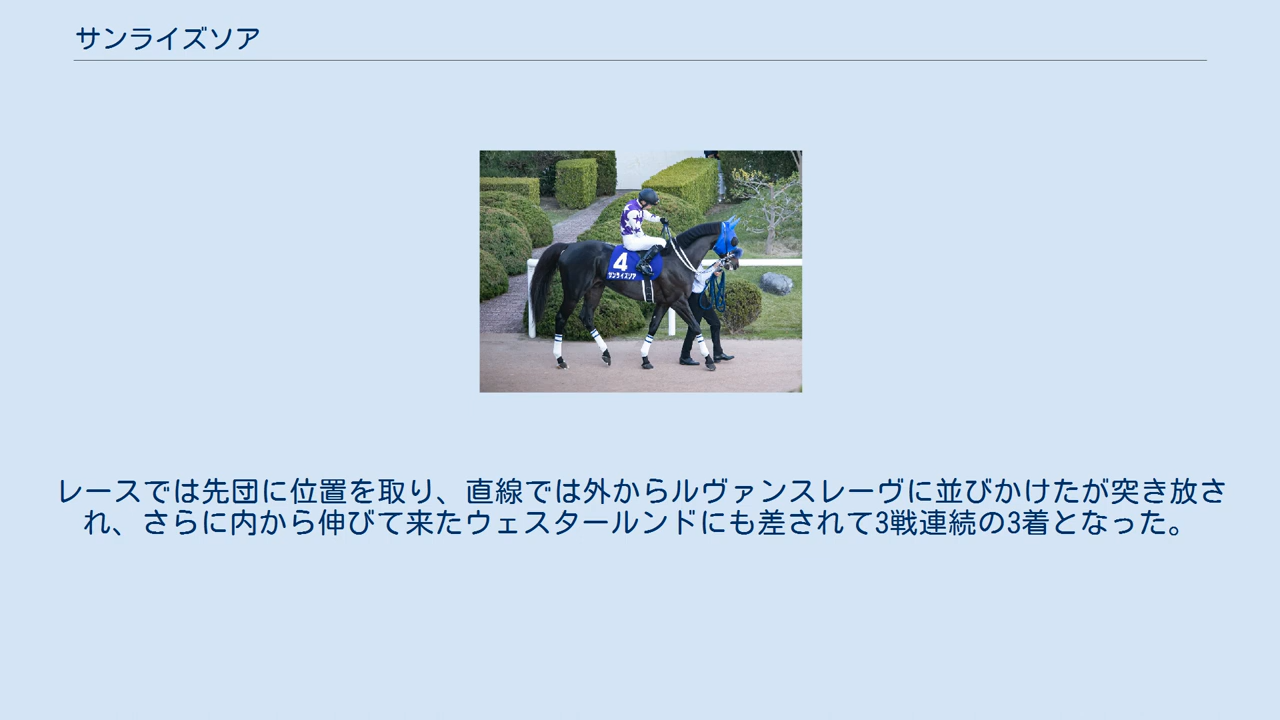 サンライズソア
4
サンライズソア
レースでは先団に位置を取り、直線では外からルヴァンスレーヴに並びかけたが突き放さ
れ、さらに内から伸びて来たウェスタールンドにも差されて3戦連続の3着となった。